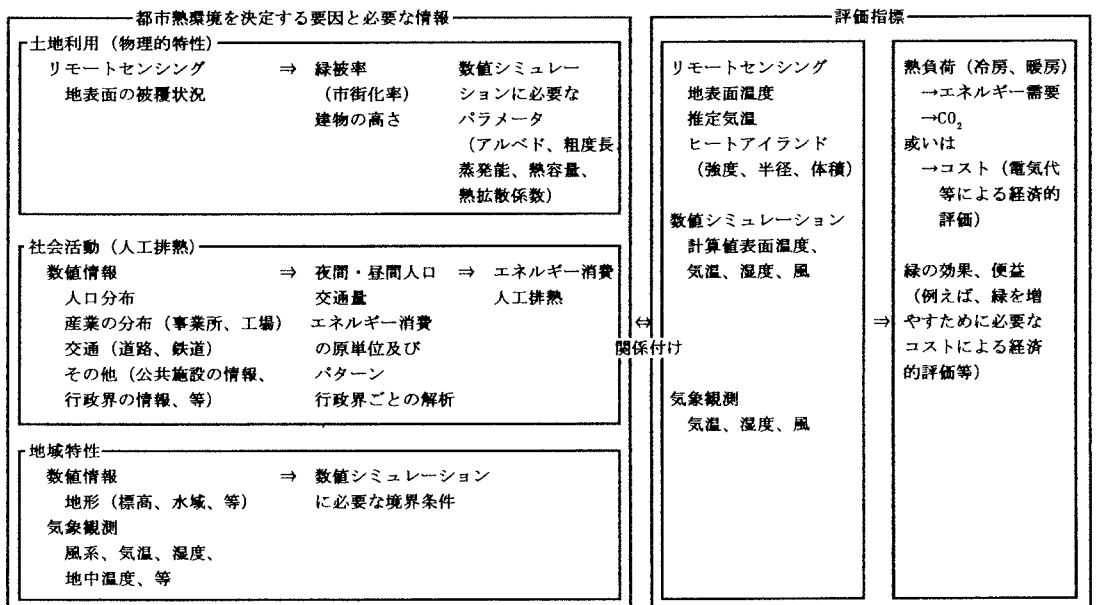 都市熱環境を決定する要因と必要な情報
土地利用（物理的特性）
リモートセンシング ⇒ 緑被率 数値シミュレー
地表面の被覆状況 （市街化率） ションに必要な
建物の高さ パラメータ
（アルベド、粗度長、
蒸発能、熱容量、
熱拡散係数）
社会活動（人工排熱）
数値情報 ⇒ 夜間・昼間人口 ⇒ エネルギー消費
人口分布 交通量 人工排熱
産業の分布（事業所、工場） エネルギー消費
交通（道路、鉄道） の原単位及び
その他（公共施設の情報、 パターン
行政界の情報、等） 行政界ごとの解析
地域特性
数値情報 ⇒ 数値シミュレーション
地形（標高、水域、等） に必要な境界条件
気象観測
風系、気温、湿度、
地中温度、等
⇔
関係付け
評価指標
リモートセンシング
地表面温度
推定気温
ヒートアイランド
（強度、半径、体積）
数値シミュレーション
計算値表面温度、
気温、湿度、風
気象観測
気温、湿度、風
⇒
熱負荷（冷房、暖房）
→エネルギー需要
→CO₂
或いは
→コスト（電気代
等による経済的
評価）
緑の効果、便益
（例えば、緑を増
やすために必要な
コストによる経済
的評価等）